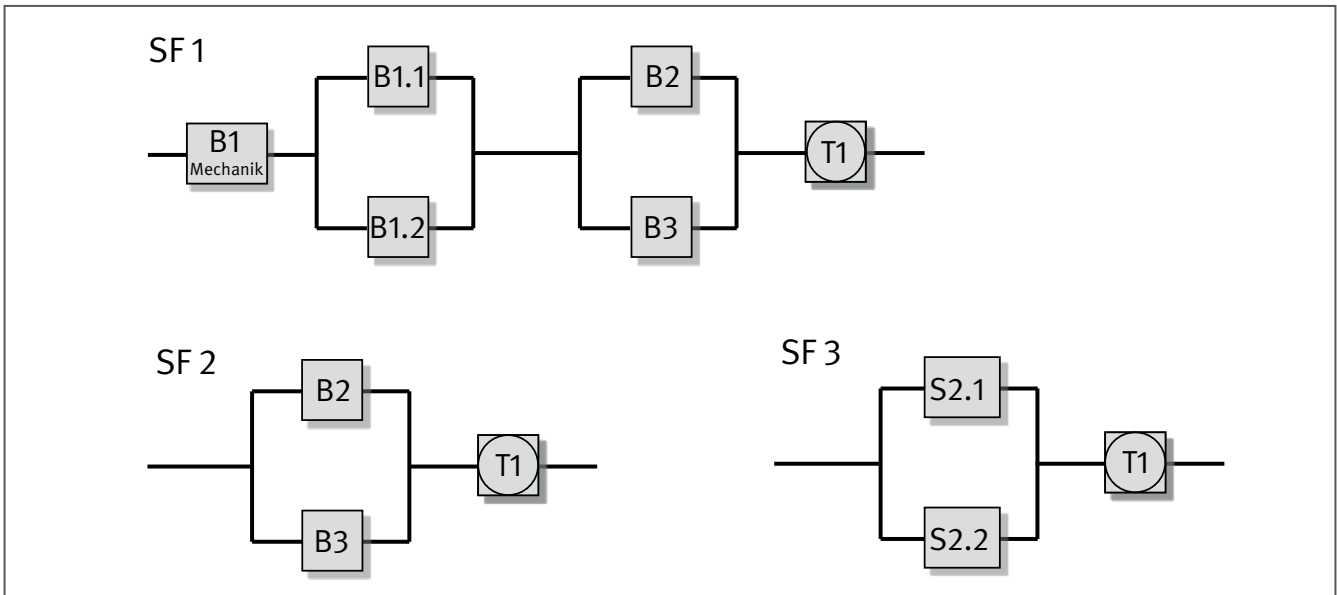 SF 1
B1
Mechanik
B1.1
B1.2
B2
B3
T1
SF 2
B2
B3
T1
SF 3
S2.1
S2.2
T1